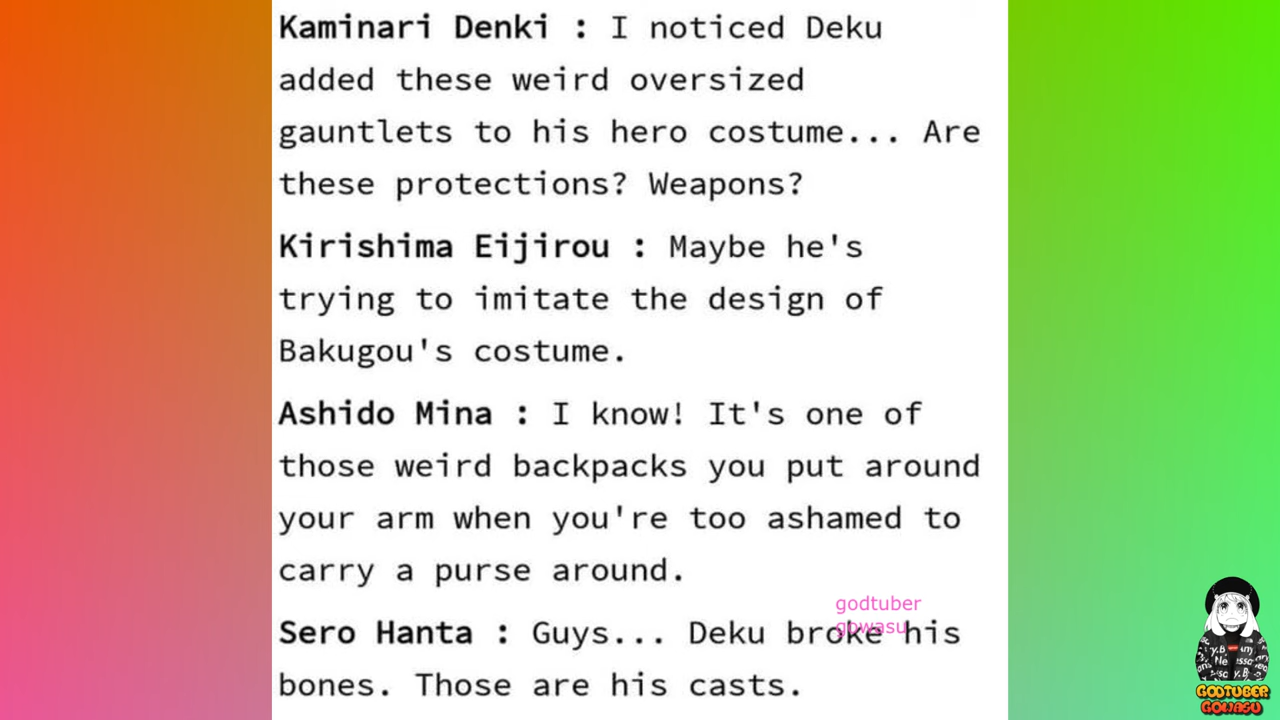 Kaminari Denki : I noticed Deku
added these weird oversized
gauntlets to his hero costume... Are
these protections? Weapons?
Kirishima Eijirou : Maybe he's
trying to imitate the design of
Bakugou's costume.
Ashido Mina : I know! It's one of
those weird backpacks you put around
your arm when you're too ashamed to
carry a purse around.
Sero Hanta : Guys... Deku broke his
bones. Those are his casts.
godtuber
gowasu
GODTUBER
GOWASU